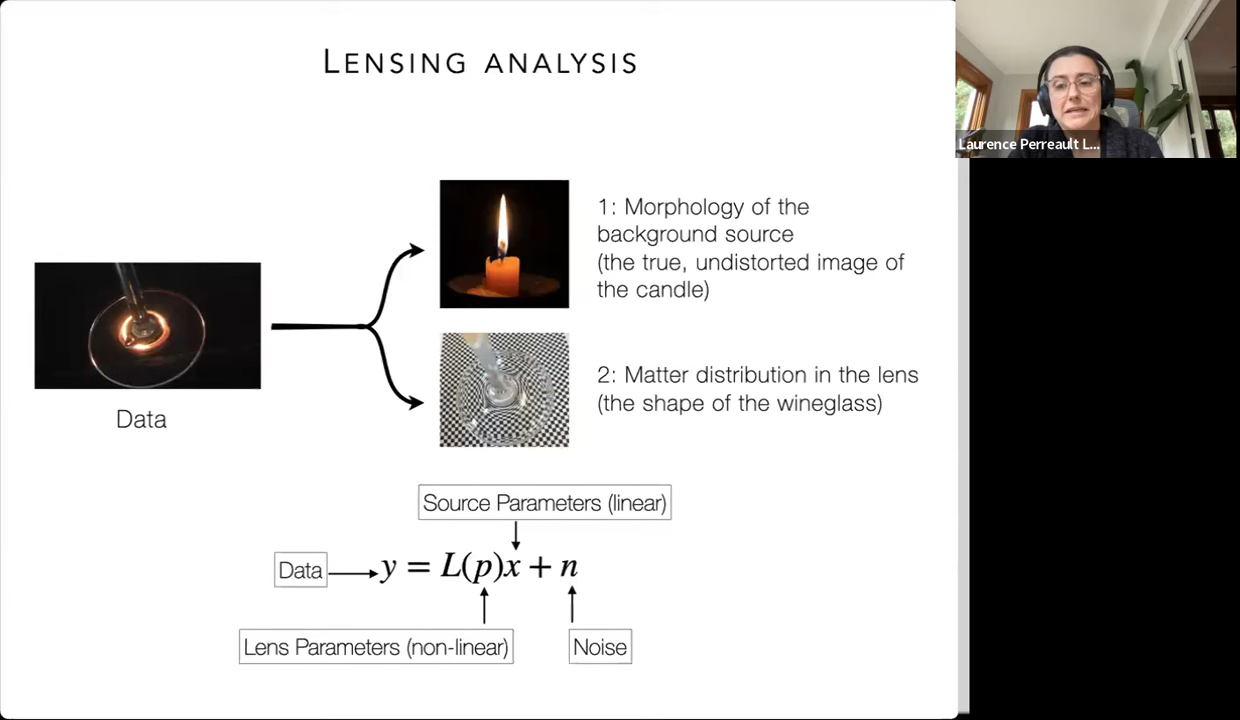 LENSING ANALYSIS
Laurence Perreault L...
1: Morphology of the
background source
(the true, undistorted image of
the candle)
2: Matter distribution in the lens
(the shape of the wineglass)
Data
Source Parameters (linear)
Data
y = L(p)x + n
Lens Parameters (non-linear)
Noise